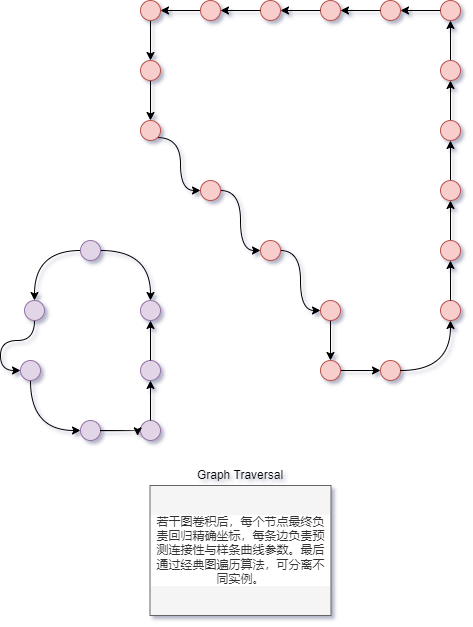 Graph Traversal
若干图卷积后，每个节点最终负
责回归精确坐标，每条边负责预
测连接性与样条曲线参数。最后
通过经典图遍历算法，可分离不
同实例。